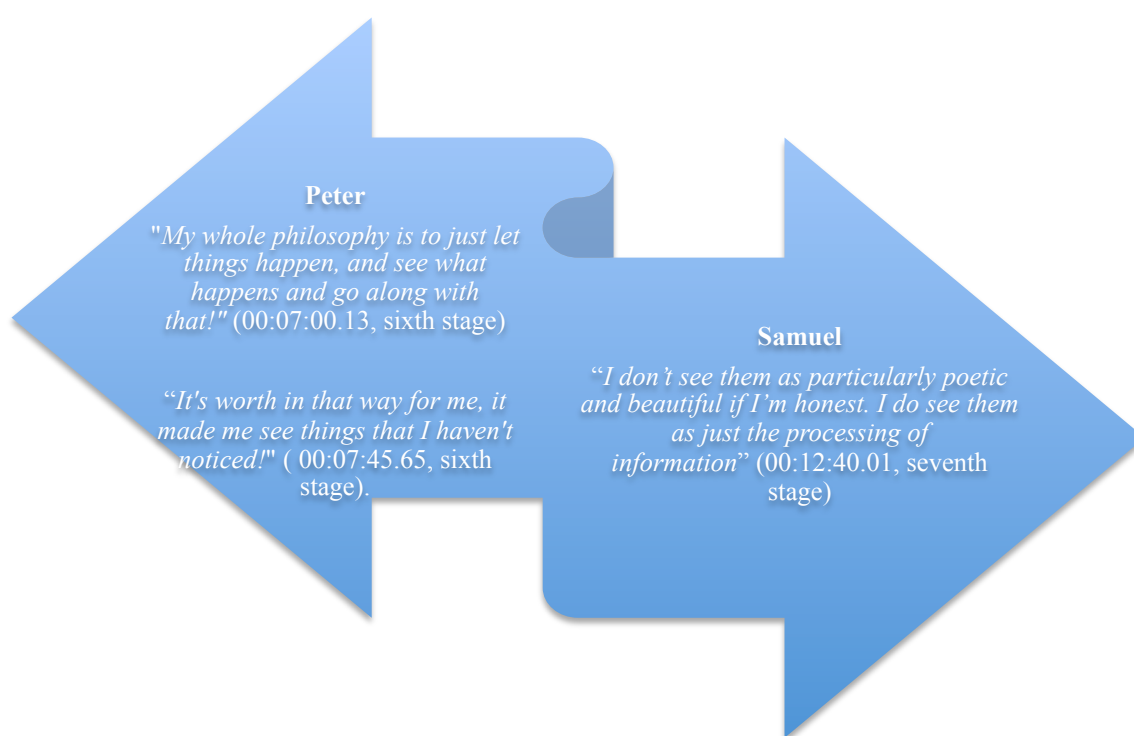 Peter
"My whole philosophy is to just let
things happen, and see what
happens and go along with
that!" (00:07:00.13, sixth stage)
“It's worth in that way for me, it
made me see things that I haven't
noticed!" ( 00:07:45.65, sixth
stage).
Samuel
“I don’t see them as particularly poetic
and beautiful if I’m honest. I do see them
as just the processing of
information” (00:12:40.01, seventh
stage)